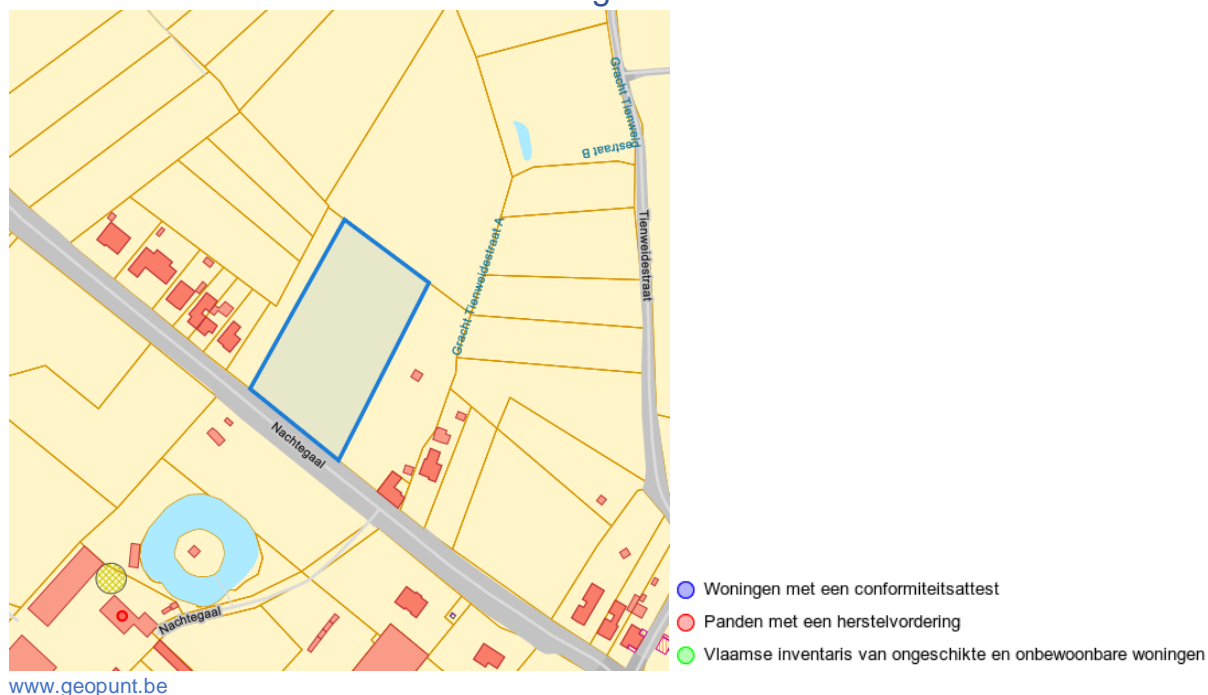 Gracht Tienweid
estraat B
Gracht Tienweidestraat A
Tienweidestraat
Nachtegaal
Nachtegaal
Woningen met een conformiteitsattest
Panden met een herstelvordering
Vlaamse inventaris van ongeschikte en onbewoonbare woningen
www.geopunt.be